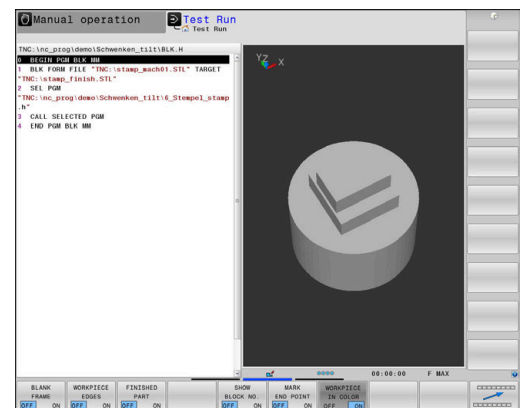 Manual operation
Test Run
Test Run
TNC:\nc_prog\demo\Schwenken_tilt\BLK.H
0 BEGIN PGM BLK MM
1 BLK FORM FILE "TNC:\stamp_mach01.STL" TARGET
"TNC:\stamp_finish.STL"
2 SEL PGM
"TNC:\nc_prog\demo\Schwenken_tilt\6_Stempel_stamp
.h"
3 CALL SELECTED PGM
4 END PGM BLK MM
YZ X
00:00:00 F MAX
BLANK FRAME OFF ON
WORKPIECE EDGES OFF ON
FINISHED PART OFF ON
SHOW BLOCK NO. OFF ON
MARK END POINT OFF ON
WORKPIECE IN COLOR OFF ON